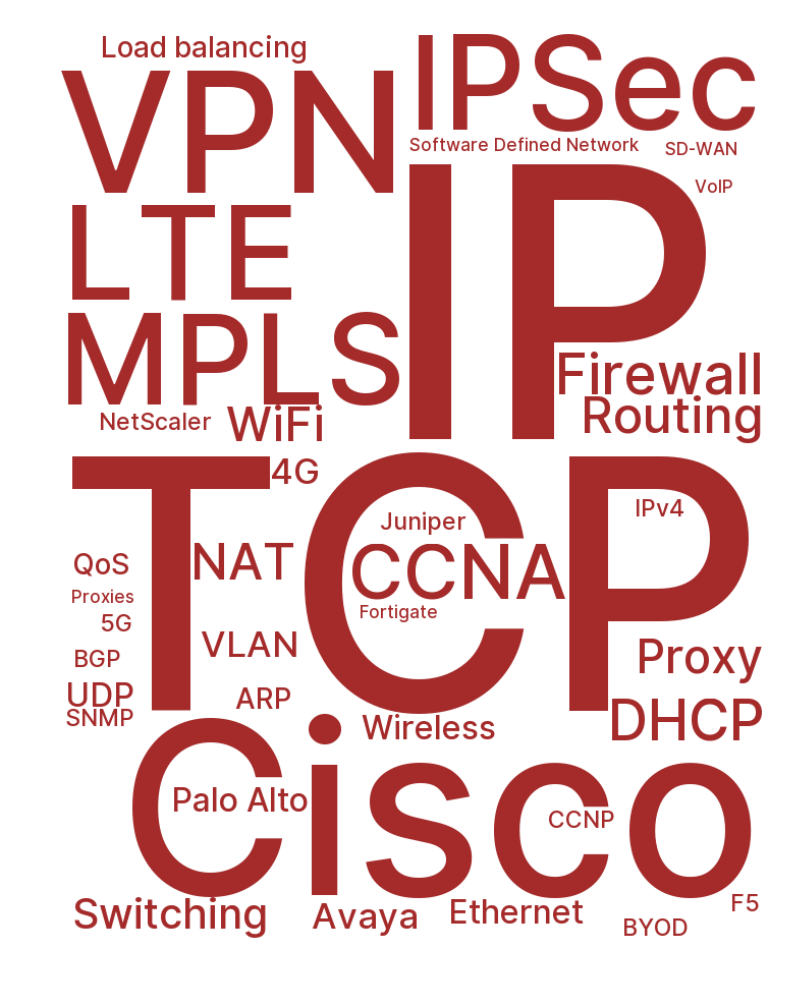 Load balancing
IPSec
VPN
Software Defined Network
SD-WAN
VoIP
IP
LTE
MPLS
Firewall
Routing
NetScaler
WiFi
4G
TCP
IPv4
Juniper
NAT
CCNA
QoS
Proxies
Fortigate
5G
VLAN
BGP
Proxy
UDP
ARP
SNMP
DHCP
Wireless
Cisco
Palo Alto
CCNP
Switching
Avaya
Ethernet
F5
BYOD